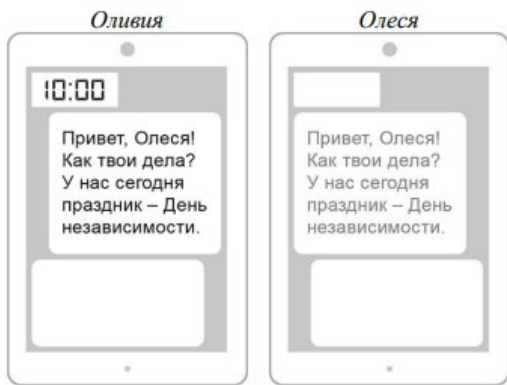 Оливия
10:00
Привет, Олеся!
Как твои дела?
У нас сегодня
праздник – День
независимости.
Олеся
Привет, Олеся!
Как твои дела?
У нас сегодня
праздник – День
независимости.